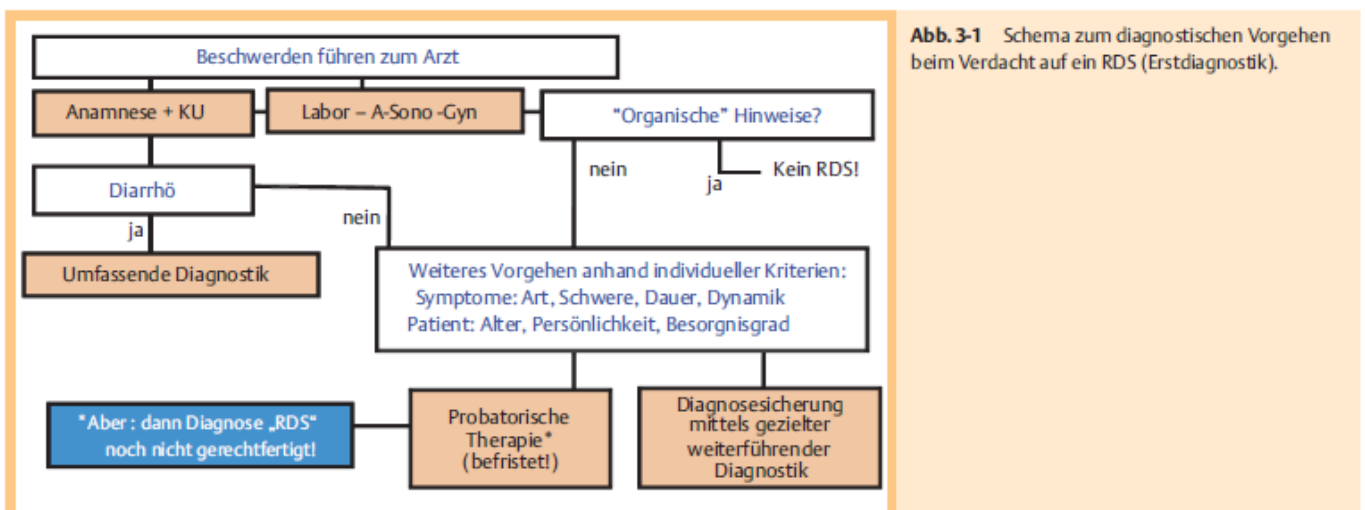 Beschwerden führen zum Arzt
Anamnese + KU
Labor – A-Sono -Gyn
"Organische" Hinweise?
nein
ja
Kein RDS!
Diarrhö
nein
ja
Umfassende Diagnostik
Weiteres Vorgehen anhand individueller Kriterien:
Symptome: Art, Schwere, Dauer, Dynamik
Patient: Alter, Persönlichkeit, Besorgnisgrad
*Aber : dann Diagnose „RDS“
noch nicht gerechtfertigt!
Probatorische
Therapie*
(befristet!)
Diagnosesicherung
mittels gezielter
weiterführender
Diagnostik
Abb. 3-1 Schema zum diagnostischen Vorgehen
beim Verdacht auf ein RDS (Erstdiagnostik).